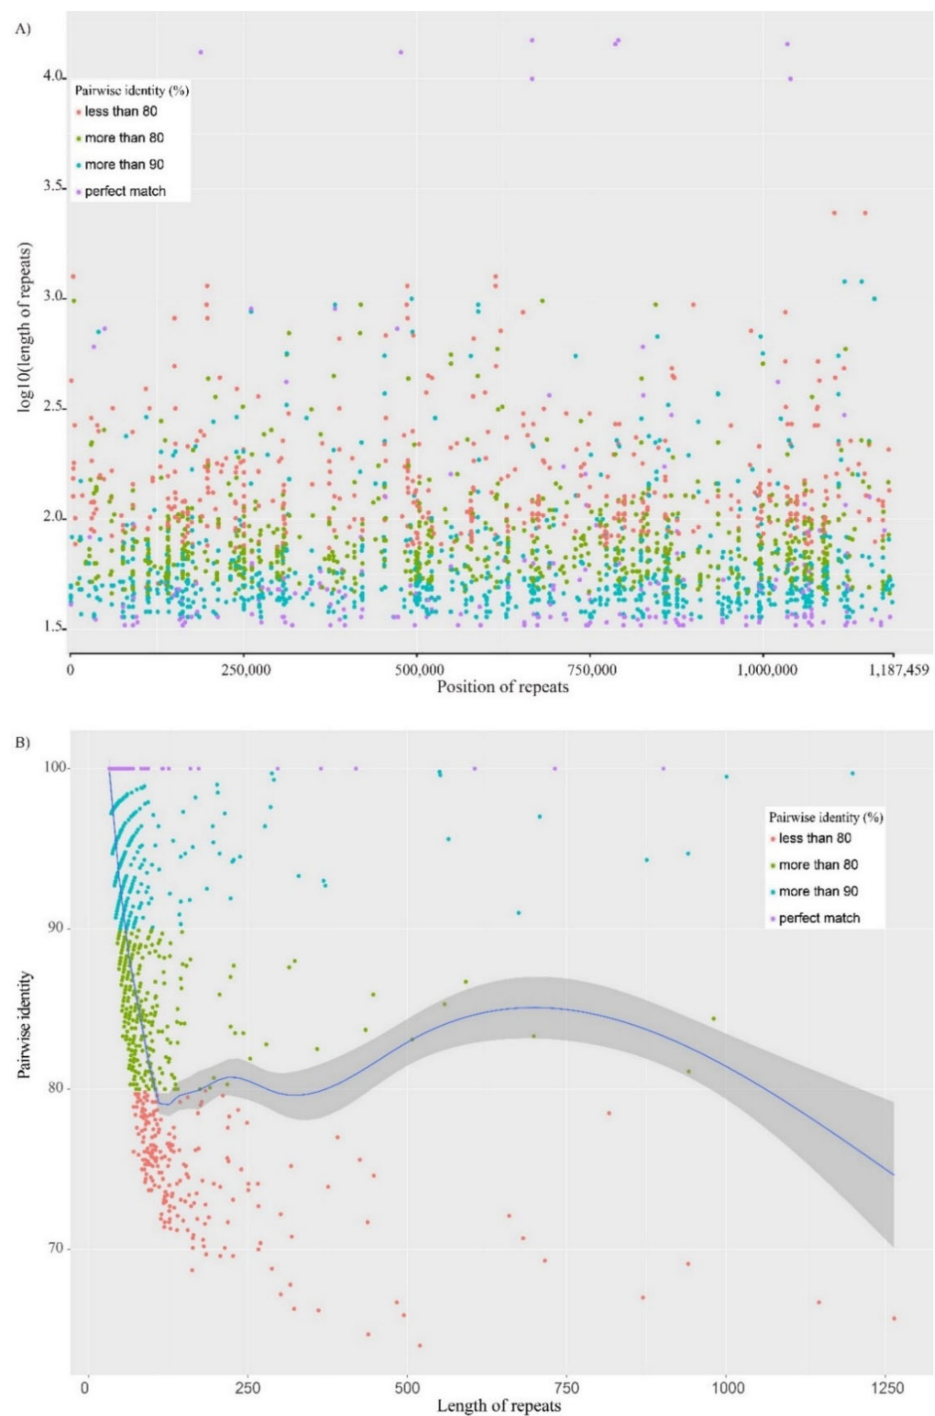 A)
log10(length of repeats)
4.0
3.5
3.0
2.5
2.0
1.5
Pairwise identity (%)
less than 80
more than 80
more than 90
perfect match
0 250,000 500,000 750,000 1,000,000 1,187,459
Position of repeats
B)
Pairwise identity
100
90
80
70
Pairwise identity (%)
less than 80
more than 80
more than 90
perfect match
0 250 500 750 1000 1250
Length of repeats